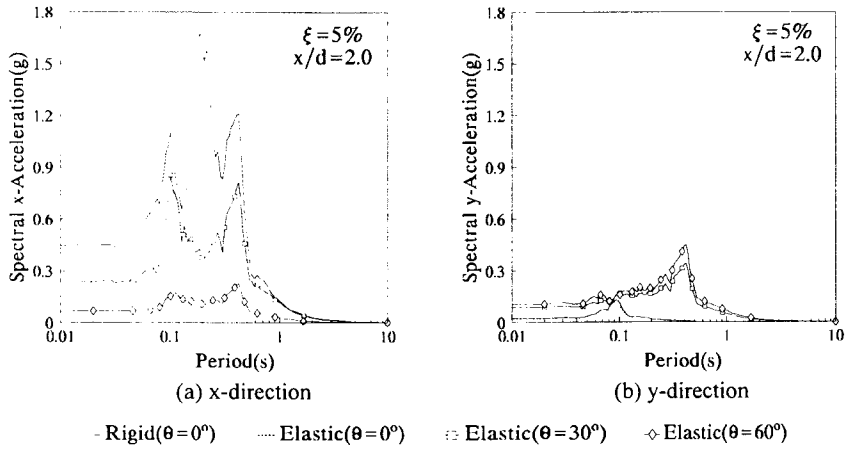 ξ=5%
x/d=2.0
Spectral x-Acceleration(g)
1.8
1.5
1.2
0.9
0.6
0.3
0
0.01
0.1
1
10
Period(s)
(a) x-direction
ξ=5%
x/d=2.0
Spectral y-Acceleration(g)
1.8
1.5
1.2
0.9
0.6
0.3
0
0.01
0.1
1
10
Period(s)
(b) y-direction
Rigid(θ=0°) Elastic(θ=0°) Elastic(θ=30°) Elastic(θ=60°)